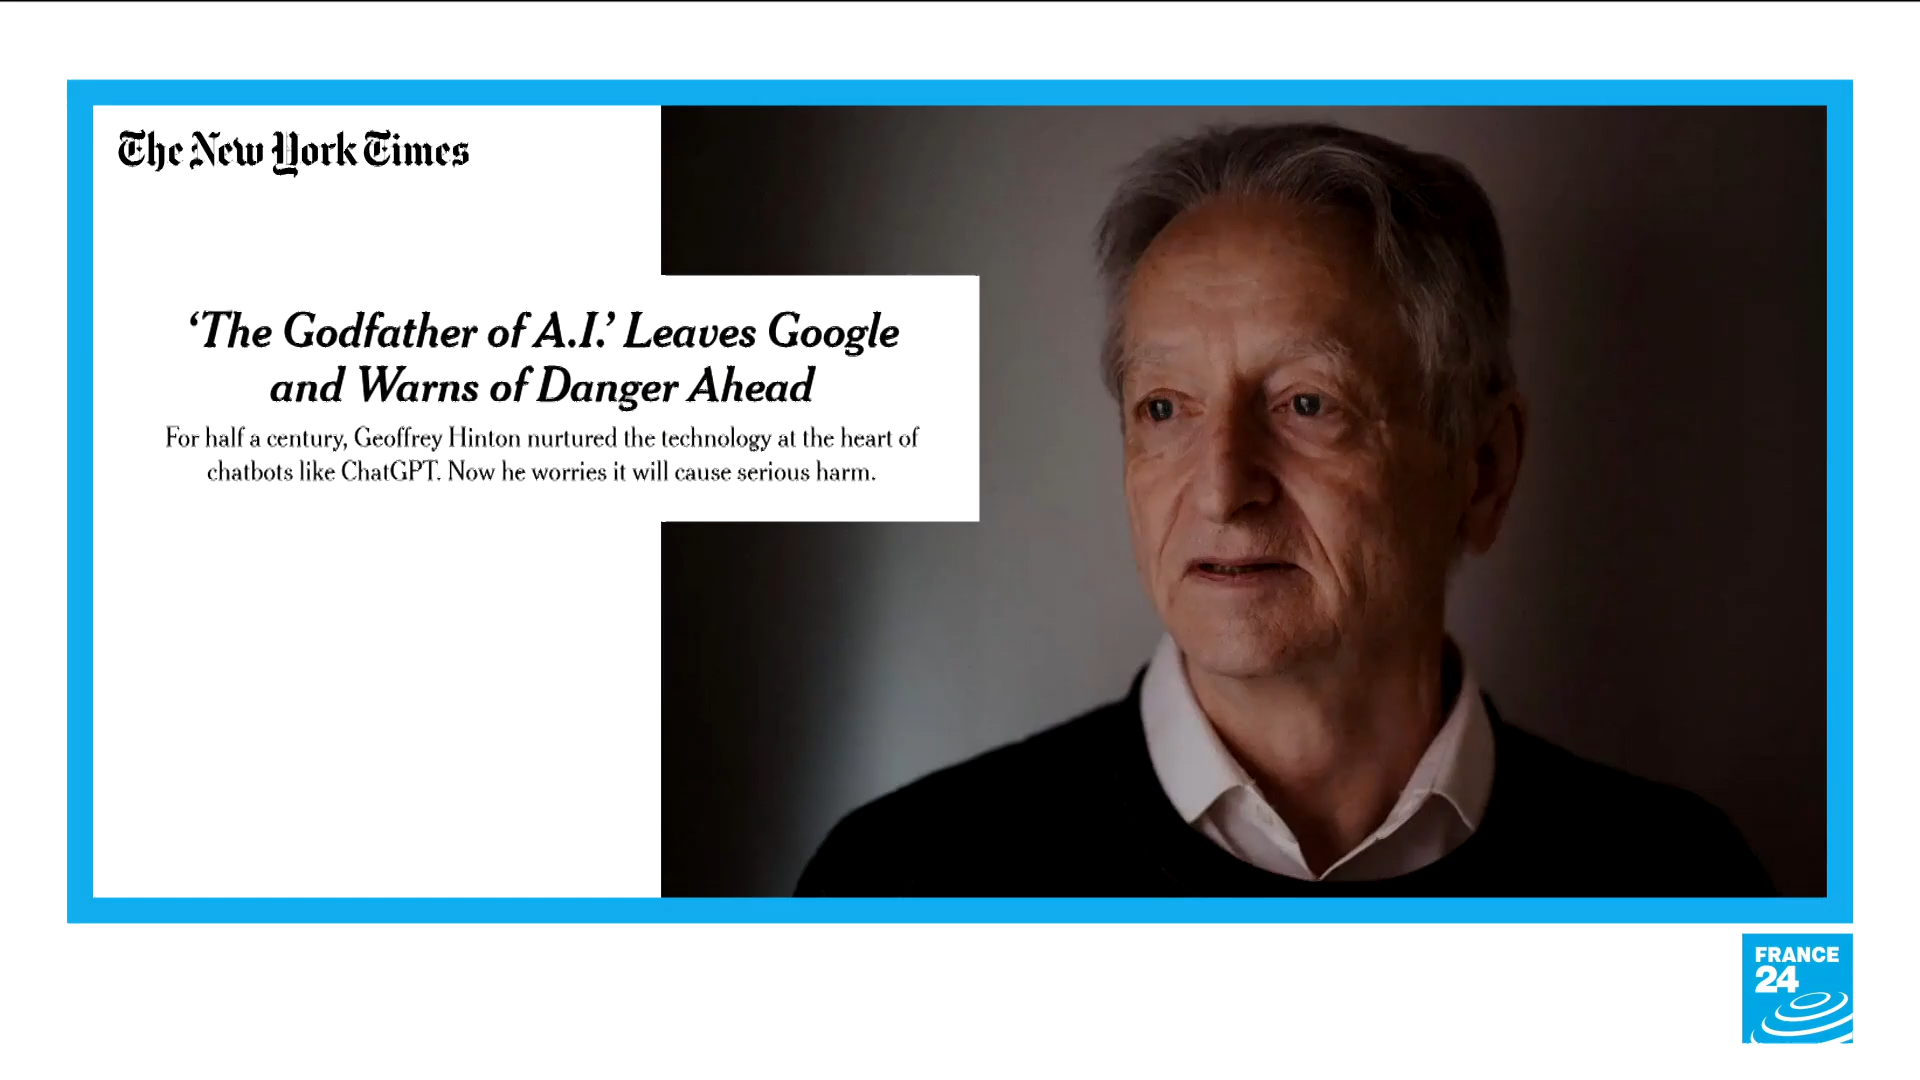 The New York Times
‘The Godfather of A.I.’ Leaves Google
and Warns of Danger Ahead
For half a century, Geoffrey Hinton nurtured the technology at the heart of
chatbots like ChatGPT. Now he worries it will cause serious harm.
FRANCE
24